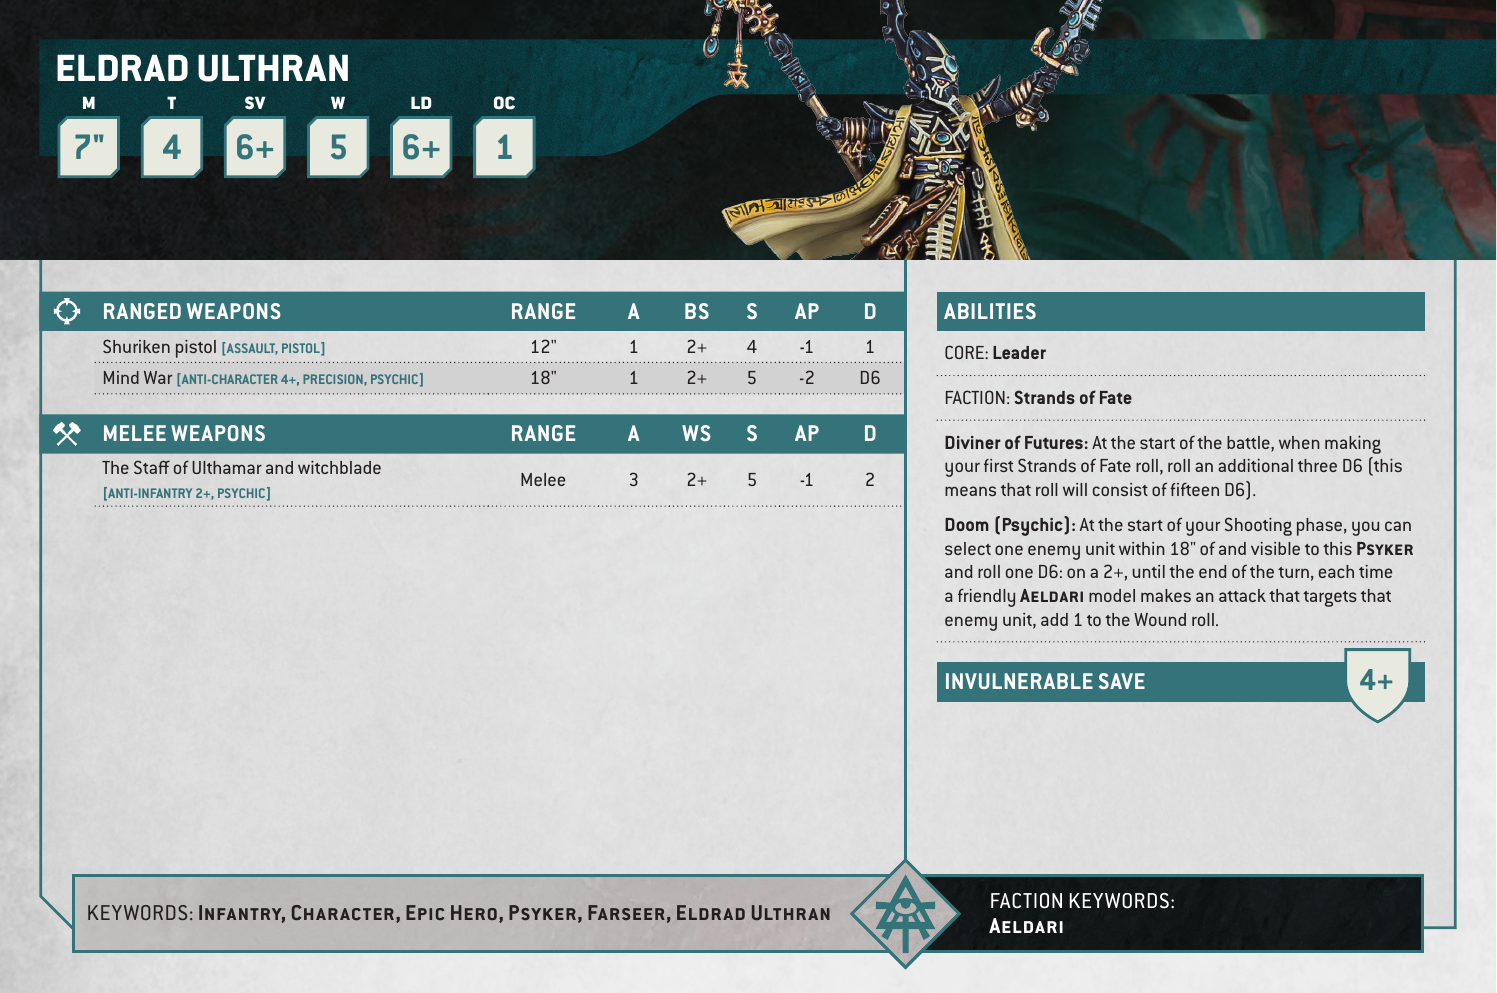 ELDRAD ULTHRAN
M T SV W LD OC
7" 4 6+ 5 6+ 1
RANGED WEAPONS RANGE A BS S AP D
Shuriken pistol [ASSAULT, PISTOL] 12" 1 2+ 4 -1 1
Mind War [ANTI-CHARACTER 4+, PRECISION, PSYCHIC] 18" 1 2+ 5 -2 D6
MELEE WEAPONS RANGE A WS S AP D
The Staff of Ulthamar and witchblade
[ANTI-INFANTRY 2+, PSYCHIC] Melee 3 2+ 5 -1 2
ABILITIES
CORE: Leader
FACTION: Strands of Fate
Diviner of Futures: At the start of the battle, when making
your first Strands of Fate roll, roll an additional three D6 (this
means that roll will consist of fifteen D6).
Doom (Psychic): At the start of your Shooting phase, you can
select one enemy unit within 18" of and visible to this PSYKER
and roll one D6: on a 2+, until the end of the turn, each time
a friendly AELDARI model makes an attack that targets that
enemy unit, add 1 to the Wound roll.
INVULNERABLE SAVE 4+
KEYWORDS: INFANTRY, CHARACTER, EPIC HERO, PSYKER, FARSEER, ELDRAD ULTHRAN
FACTION KEYWORDS:
AELDARI